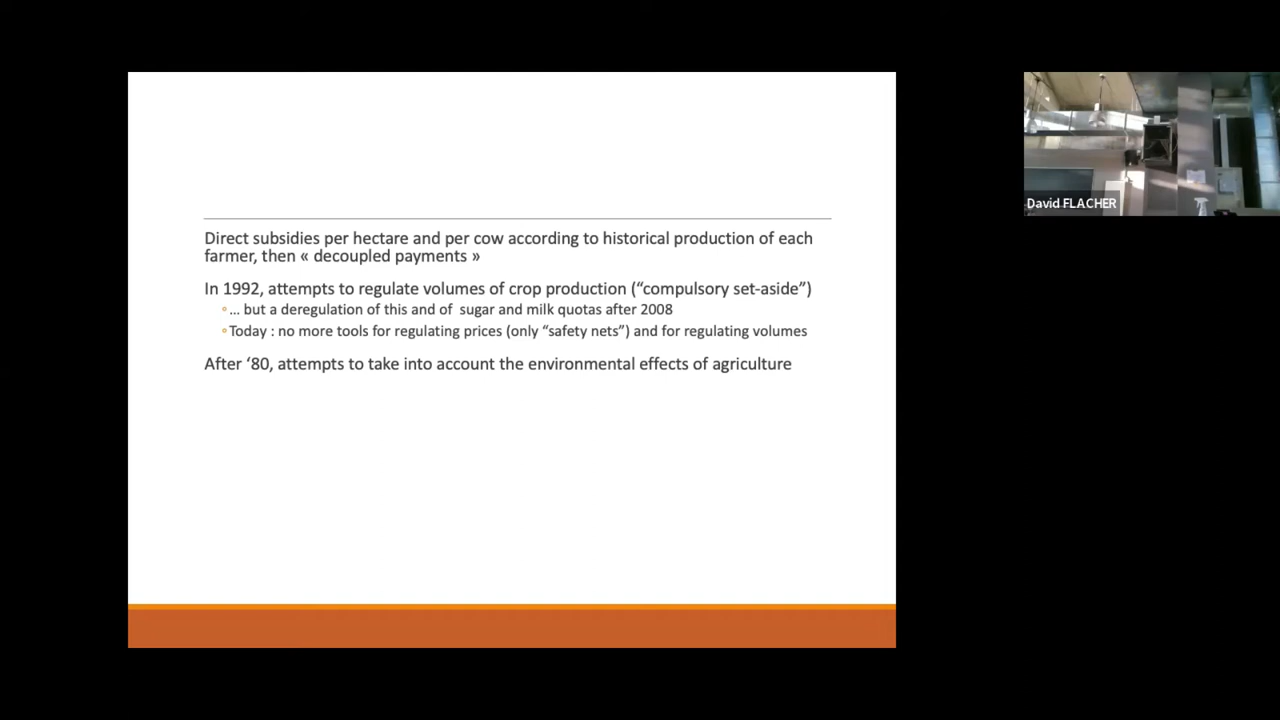 Direct subsidies per hectare and per cow according to historical production of each
farmer, then « decoupled payments »
In 1992, attempts to regulate volumes of crop production (“compulsory set-aside”)
… but a deregulation of this and of  sugar and milk quotas after 2008
Today : no more tools for regulating prices (only “safety nets”) and for regulating volumes
After ‘80, attempts to take into account the environmental effects of agriculture
David FLACHER